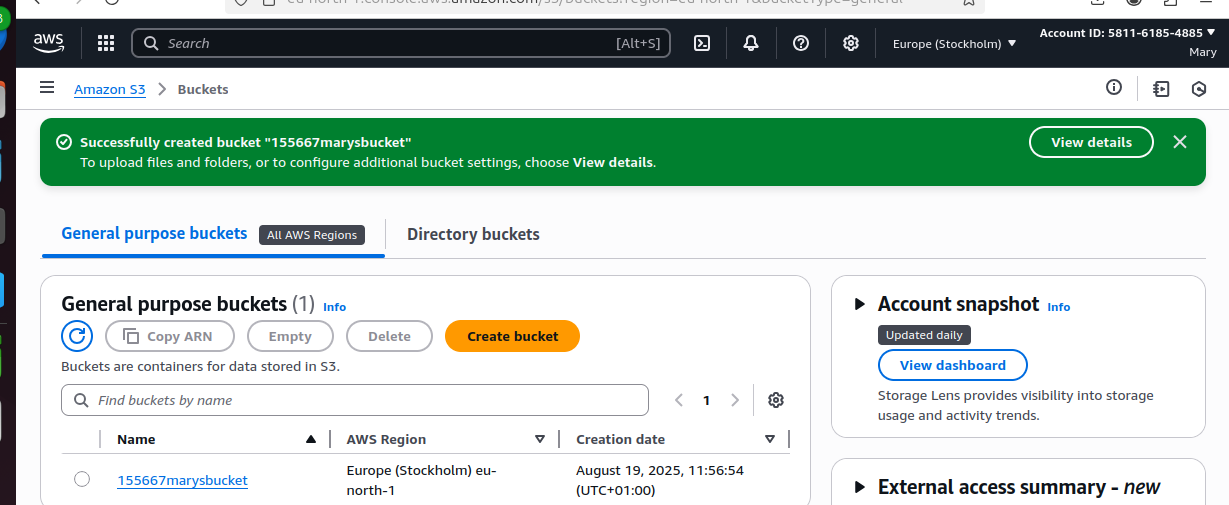 eu-north-1.console.aws.amazon.com/s3/buckets?region=eu-north-1&bucketType=general
aws
Search
[Alt+S]
Europe (Stockholm)
Account ID: 5811-6185-4885
Mary
Amazon S3 > Buckets
Successfully created bucket "155667marysbucket"
To upload files and folders, or to configure additional bucket settings, choose View details.
View details
General purpose buckets
All AWS Regions
Directory buckets
General purpose buckets (1)
Info
Copy ARN
Empty
Delete
Create bucket
Buckets are containers for data stored in S3.
Find buckets by name
1
Name
AWS Region
Creation date
155667marysbucket
Europe (Stockholm) eu-
north-1
August 19, 2025, 11:56:54
(UTC+01:00)
Account snapshot
Info
Updated daily
View dashboard
Storage Lens provides visibility into storage
usage and activity trends.
External access summary - new